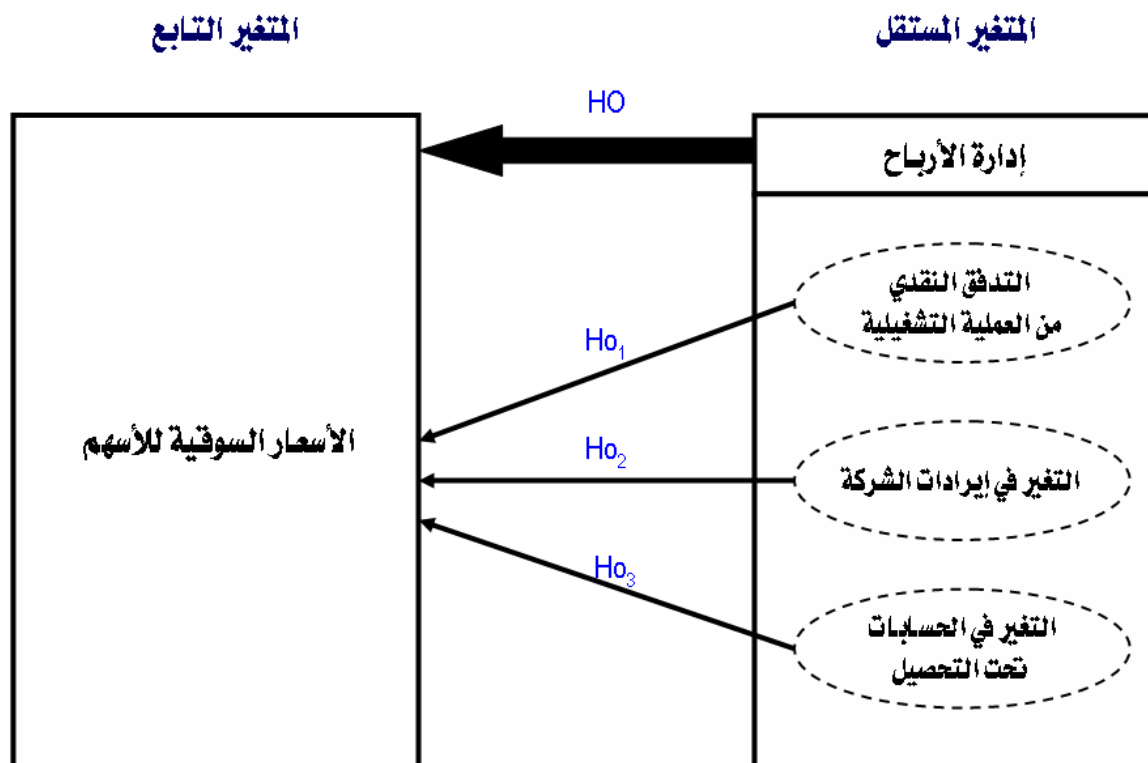 المتغير المستقل
المتغير التابع
HO
إدارة الأرباح
التدفق النقدي
من العملية التشغيلية
Ho1
الأسعار السوقية للأسهم
Ho2
التغير في إيرادات الشركة
Ho3
التغير في الحسابات
تحت التحصيل